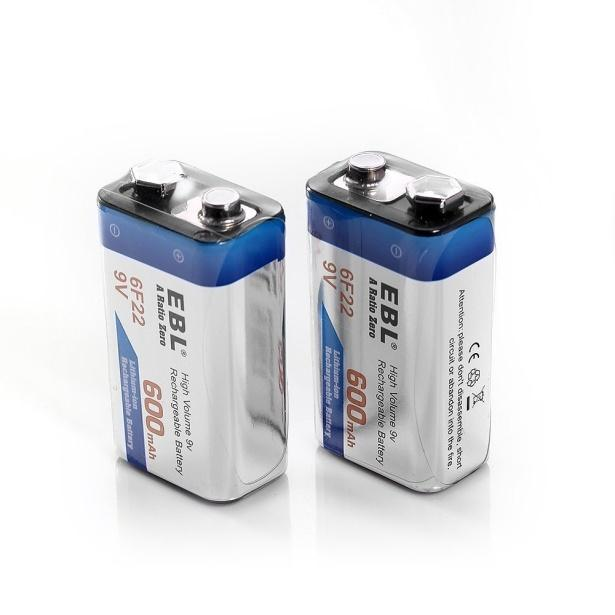 6F22
9V
EBL®
A Ratio Zero
Lithium-ion
Rechargeable Battery
600mAh
High Volume 9v
Rechargeable Battery
6F22
9V
EBL®
A Ratio Zero
Lithium-ion
Rechargeable Battery
600mAh
High Volume 9v
Rechargeable Battery
CE
Attention: please don't disassemble, short
circuit or abandon into the fire.